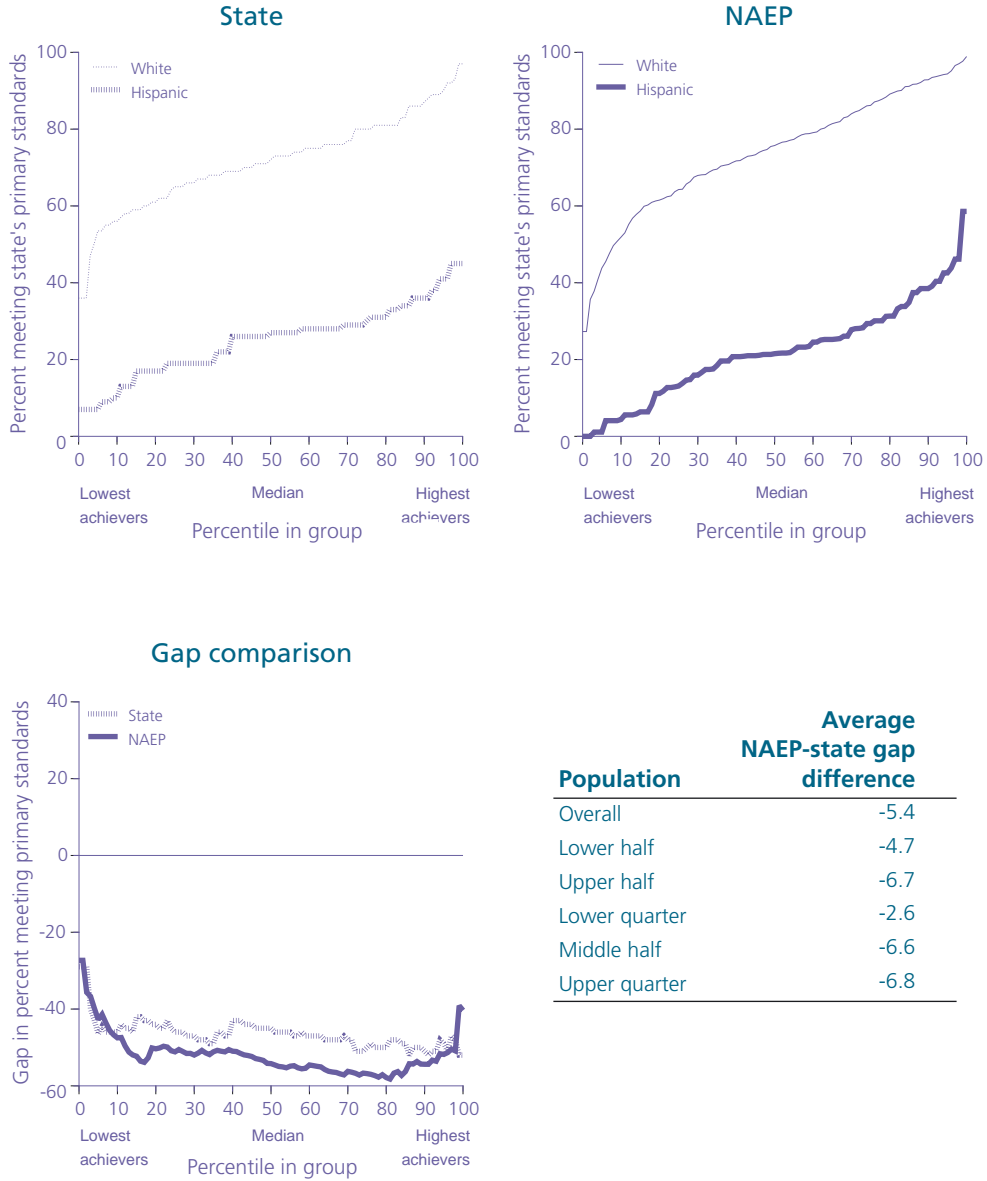 State
Percent meeting state's primary standards
100
80
60
40
20
0
White
Hispanic
0 10 20 30 40 50 60 70 80 90 100
Lowest achievers
Median
Highest achievers
Percentile in group
NAEP
Percent meeting state's primary standards
100
80
60
40
20
0
White
Hispanic
0 10 20 30 40 50 60 70 80 90 100
Lowest achievers
Median
Highest achievers
Percentile in group
Gap comparison
Gap in percent meeting primary standards
40
20
0
-20
-40
-60
State
NAEP
0 10 20 30 40 50 60 70 80 90 100
Lowest achievers
Median
Highest achievers
Percentile in group
Average
NAEP-state gap
Population difference
Overall -5.4
Lower half -4.7
Upper half -6.7
Lower quarter -2.6
Middle half -6.6
Upper quarter -6.8